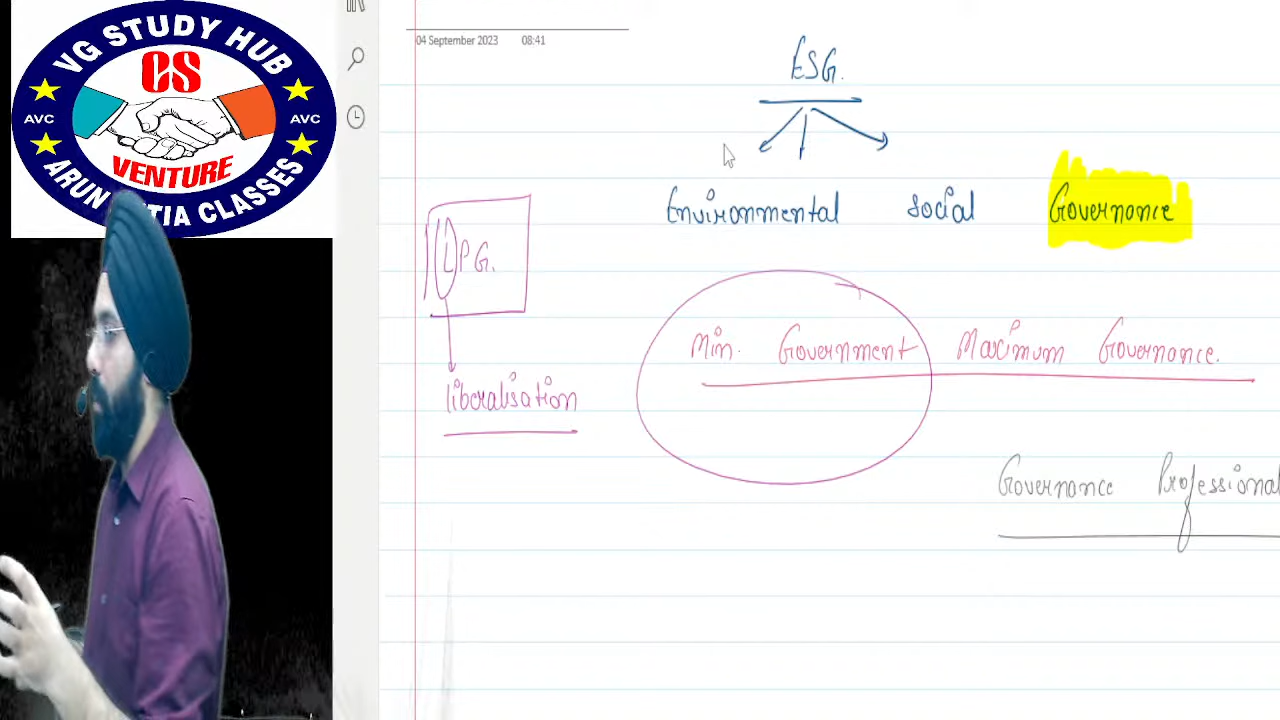 VG STUDY HUB
CS
AVC AVC
VENTURE
ARUN CLASSES
04 September 2023 08:41
ESG.
Environmental Social Governance
LPG.
Min. Government Maximum Governance.
liberalisation
Governance Professional